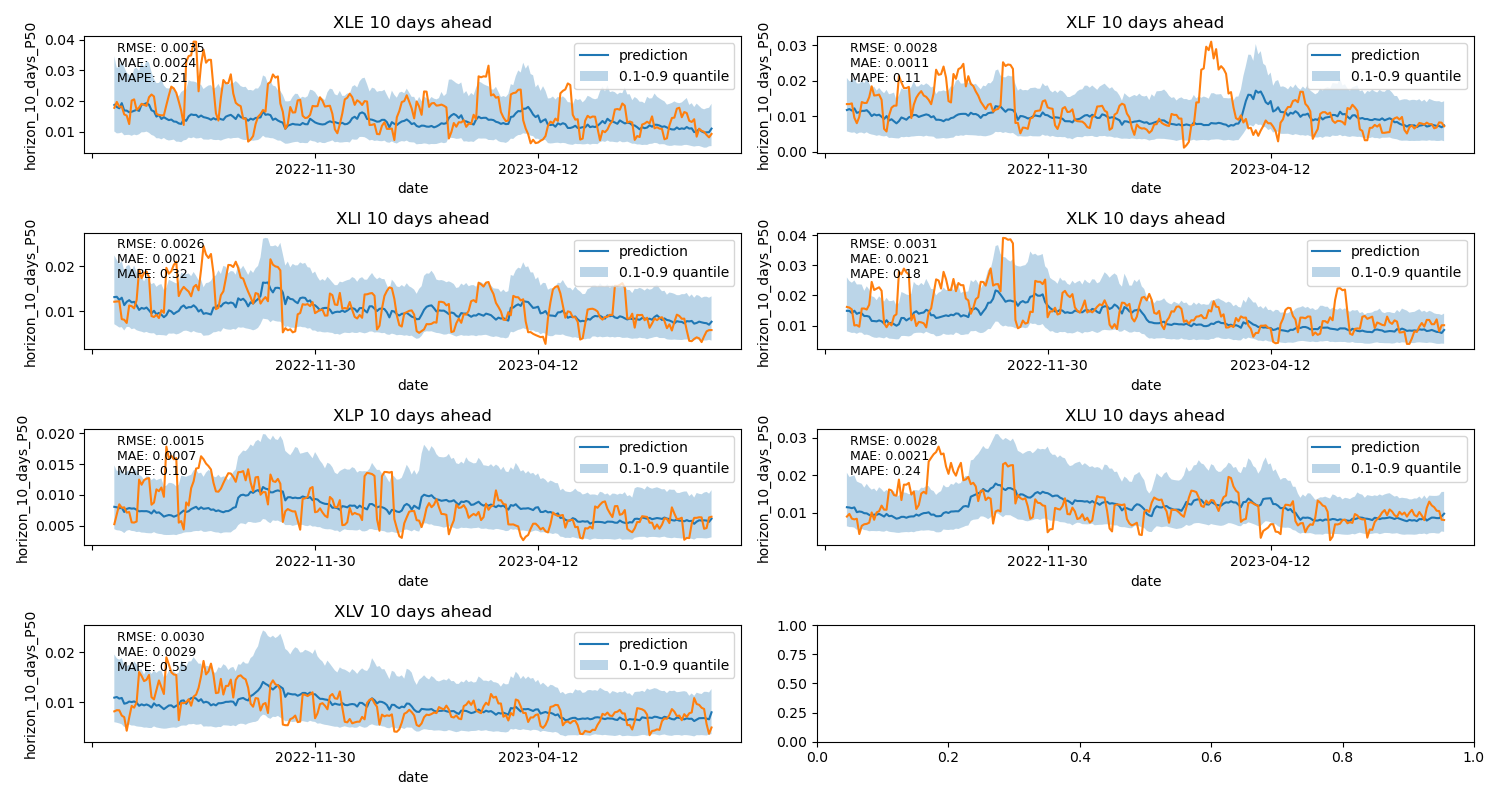 XLE 10 days ahead
horizon_10_days_P50
0.04
0.03
0.02
0.01
RMSE: 0.0035
MAE: 0.0024
MAPE: 0.21
prediction
0.1-0.9 quantile
2022-11-30
2023-04-12
date
XLF 10 days ahead
horizon_10_days_P50
0.03
0.02
0.01
0.00
RMSE: 0.0028
MAE: 0.0011
MAPE: 0.11
prediction
0.1-0.9 quantile
2022-11-30
2023-04-12
date
XLI 10 days ahead
horizon_10_days_P50
0.02
0.01
RMSE: 0.0026
MAE: 0.0021
MAPE: 0.32
prediction
0.1-0.9 quantile
2022-11-30
2023-04-12
date
XLK 10 days ahead
horizon_10_days_P50
0.04
0.03
0.02
0.01
RMSE: 0.0031
MAE: 0.0021
MAPE: 0.18
prediction
0.1-0.9 quantile
2022-11-30
2023-04-12
date
XLP 10 days ahead
horizon_10_days_P50
0.020
0.015
0.010
0.005
RMSE: 0.0015
MAE: 0.0007
MAPE: 0.10
prediction
0.1-0.9 quantile
2022-11-30
2023-04-12
date
XLU 10 days ahead
horizon_10_days_P50
0.03
0.02
0.01
RMSE: 0.0028
MAE: 0.0021
MAPE: 0.24
prediction
0.1-0.9 quantile
2022-11-30
2023-04-12
date
XLV 10 days ahead
horizon_10_days_P50
0.02
0.01
RMSE: 0.0030
MAE: 0.0029
MAPE: 0.55
prediction
0.1-0.9 quantile
2022-11-30
2023-04-12
date
1.00
0.75
0.50
0.25
0.00
0.0
0.2
0.4
0.6
0.8
1.0